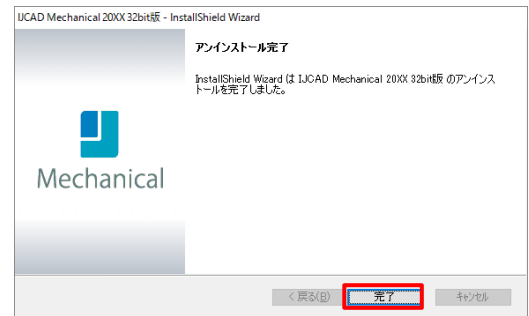 IJCAD Mechanical 20XX 32bit版 - InstallShield Wizard
アンインストール完了
InstallShield Wizard は IJCAD Mechanical 20XX 32bit版 のアンインス
トールを完了しました。
Mechanical
< 戻る(B)
完了
キャンセル